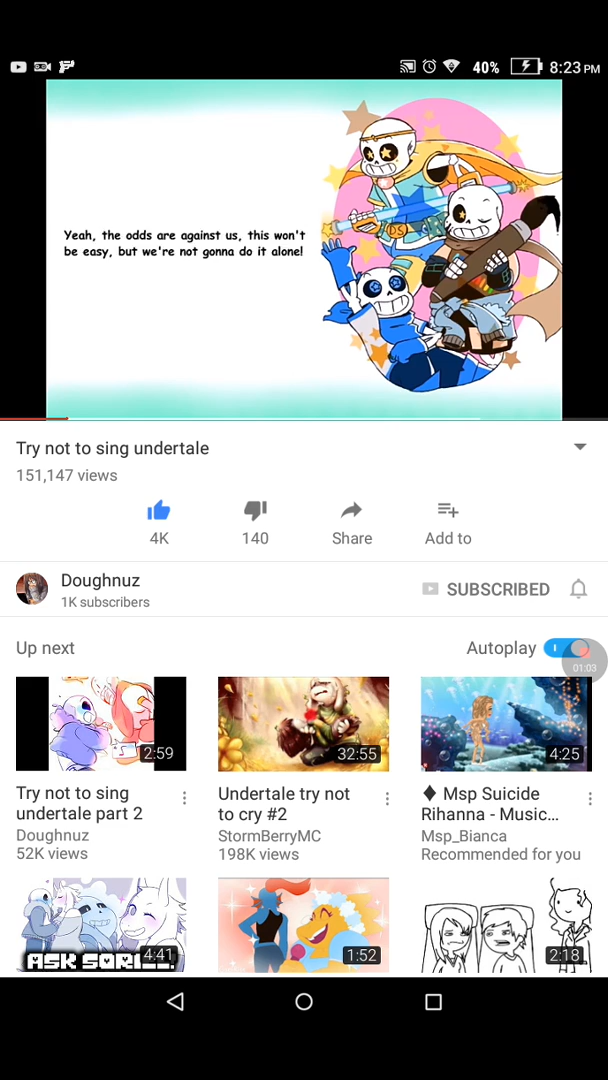 40% 8:23 PM
Yeah, the odds are against us, this won't
be easy, but we're not gonna do it alone!
DS
Try not to sing undertale
151,147 views
4K 140 Share Add to
Doughnuz
1K subscribers
SUBSCRIBED
Up next
Autoplay
01:03
2:59
32:55
4:25
Try not to sing
undertale part 2
Doughnuz
52K views
Undertale try not
to cry #2
StormBerryMC
198K views
♦ Msp Suicide
Rihanna - Music...
Msp_Bianca
Recommended for you
4:41
1:52
2:18
ASK